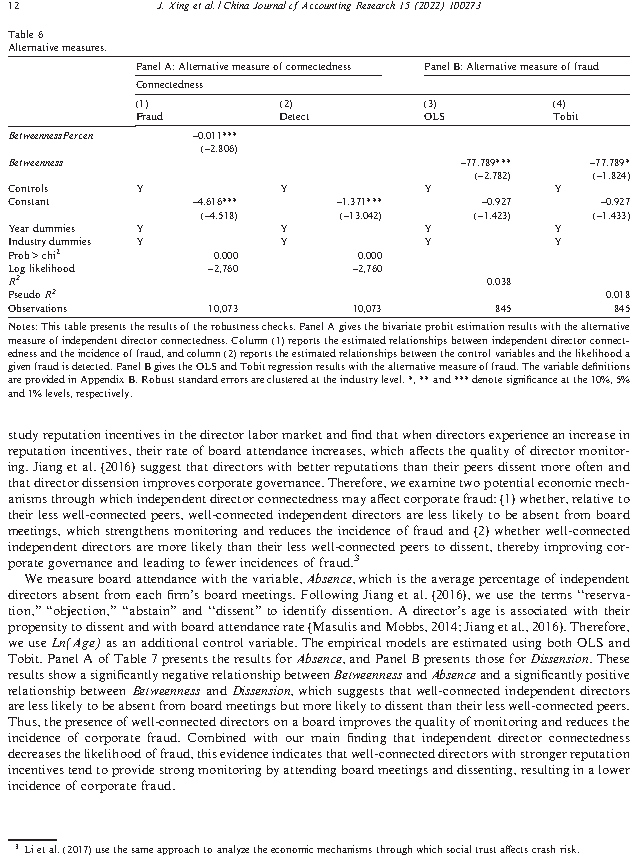 12 J. Xing et al. / China Journal of Accounting Research 15 (2022) 100273
Table 6
Alternative measures.
Panel A: Alternative measure of connectedness Panel B: Alternative measure of fraud
Connectedness
(1) (2) (3) (4)
Fraud Detect OLS Tobit
BetweennessPercen −0.011***
(−2.806)
Betweenness −77.789*** −77.789*
(−2.782) (−1.824)
Controls Y Y Y Y
Constant −4.616*** −1.371*** −0.927 −0.927
(−4.518) (−13.042) (−1.423) (−1.433)
Year dummies Y Y Y Y
Industry dummies Y Y Y Y
Prob > chi² 0.000 0.000
Log likelihood −2,760 −2,760
R² 0.038
Pseudo R² 0.018
Observations 10,073 10,073 845 845
Notes: This table presents the results of the robustness checks. Panel A gives the bivariate probit estimation results with the alternative
measure of independent director connectedness. Column (1) reports the estimated relationships between independent director connect-
edness and the incidence of fraud, and column (2) reports the estimated relationships between the control variables and the likelihood a
given fraud is detected. Panel B gives the OLS and Tobit regression results with the alternative measure of fraud. The variable definitions
are provided in Appendix B. Robust standard errors are clustered at the industry level. *, ** and *** denote significance at the 10%, 5%
and 1% levels, respectively.
study reputation incentives in the director labor market and find that when directors experience an increase in
reputation incentives, their rate of board attendance increases, which affects the quality of director monitor-
ing. Jiang et al. (2016) suggest that directors with better reputations than their peers dissent more often and
that director dissension improves corporate governance. Therefore, we examine two potential economic mech-
anisms through which independent director connectedness may affect corporate fraud: (1) whether, relative to
their less well-connected peers, well-connected independent directors are less likely to be absent from board
meetings, which strengthens monitoring and reduces the incidence of fraud and (2) whether well-connected
independent directors are more likely than their less well-connected peers to dissent, thereby improving cor-
porate governance and leading to fewer incidences of fraud.³
We measure board attendance with the variable, Absence, which is the average percentage of independent
directors absent from each firm's board meetings. Following Jiang et al. (2016), we use the terms "reserva-
tion," "objection," "abstain" and "dissent" to identify dissention. A director's age is associated with their
propensity to dissent and with board attendance rate (Masulis and Mobbs, 2014; Jiang et al., 2016). Therefore,
we use Ln(Age) as an additional control variable. The empirical models are estimated using both OLS and
Tobit. Panel A of Table 7 presents the results for Absence, and Panel B presents those for Dissension. These
results show a significantly negative relationship between Betweenness and Absence and a significantly positive
relationship between Betweenness and Dissension, which suggests that well-connected independent directors
are less likely to be absent from board meetings but more likely to dissent than their less well-connected peers.
Thus, the presence of well-connected directors on a board improves the quality of monitoring and reduces the
incidence of corporate fraud. Combined with our main finding that independent director connectedness
decreases the likelihood of fraud, this evidence indicates that well-connected directors with stronger reputation
incentives tend to provide strong monitoring by attending board meetings and dissenting, resulting in a lower
incidence of corporate fraud.
³ Li et al. (2017) use the same approach to analyze the economic mechanisms through which social trust affects crash risk.